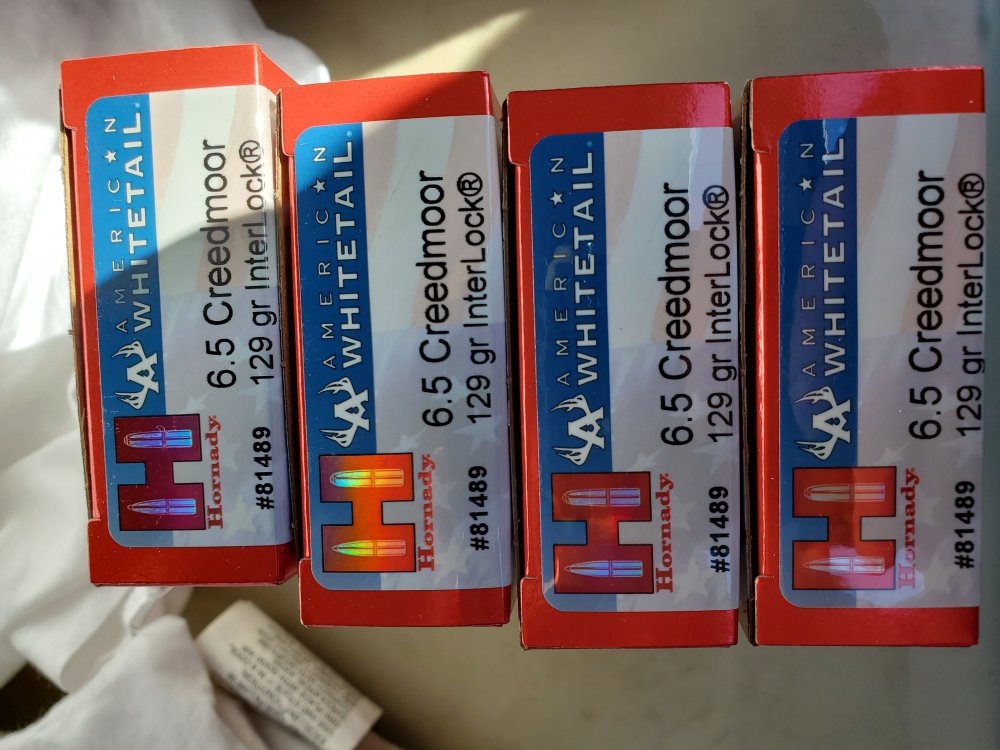 AMERICAN
WHITETAIL
Hornady
6.5 Creedmoor
129 gr InterLock®
#81489
AMERICAN
WHITETAIL
Hornady
6.5 Creedmoor
129 gr InterLock®
#81489
AMERICAN
WHITETAIL
Hornady
6.5 Creedmoor
129 gr InterLock®
#81489
AMERICAN
WHITETAIL
Hornady
6.5 Creedmoor
129 gr InterLock®
#81489